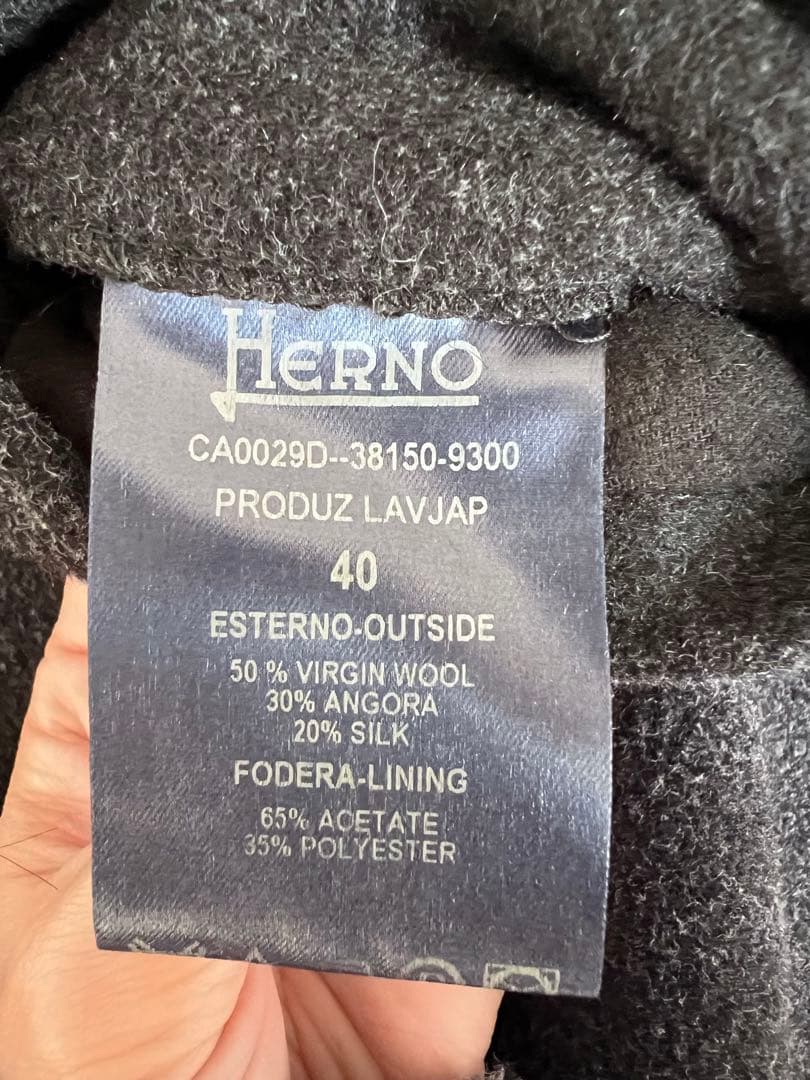 HERNO
CA0029D--38150-9300
PRODUZ LAVJAP
40
ESTERNO-OUTSIDE
50 % VIRGIN WOOL
30% ANGORA
20% SILK
FODERA-LINING
65% ACETATE
35% POLYESTER